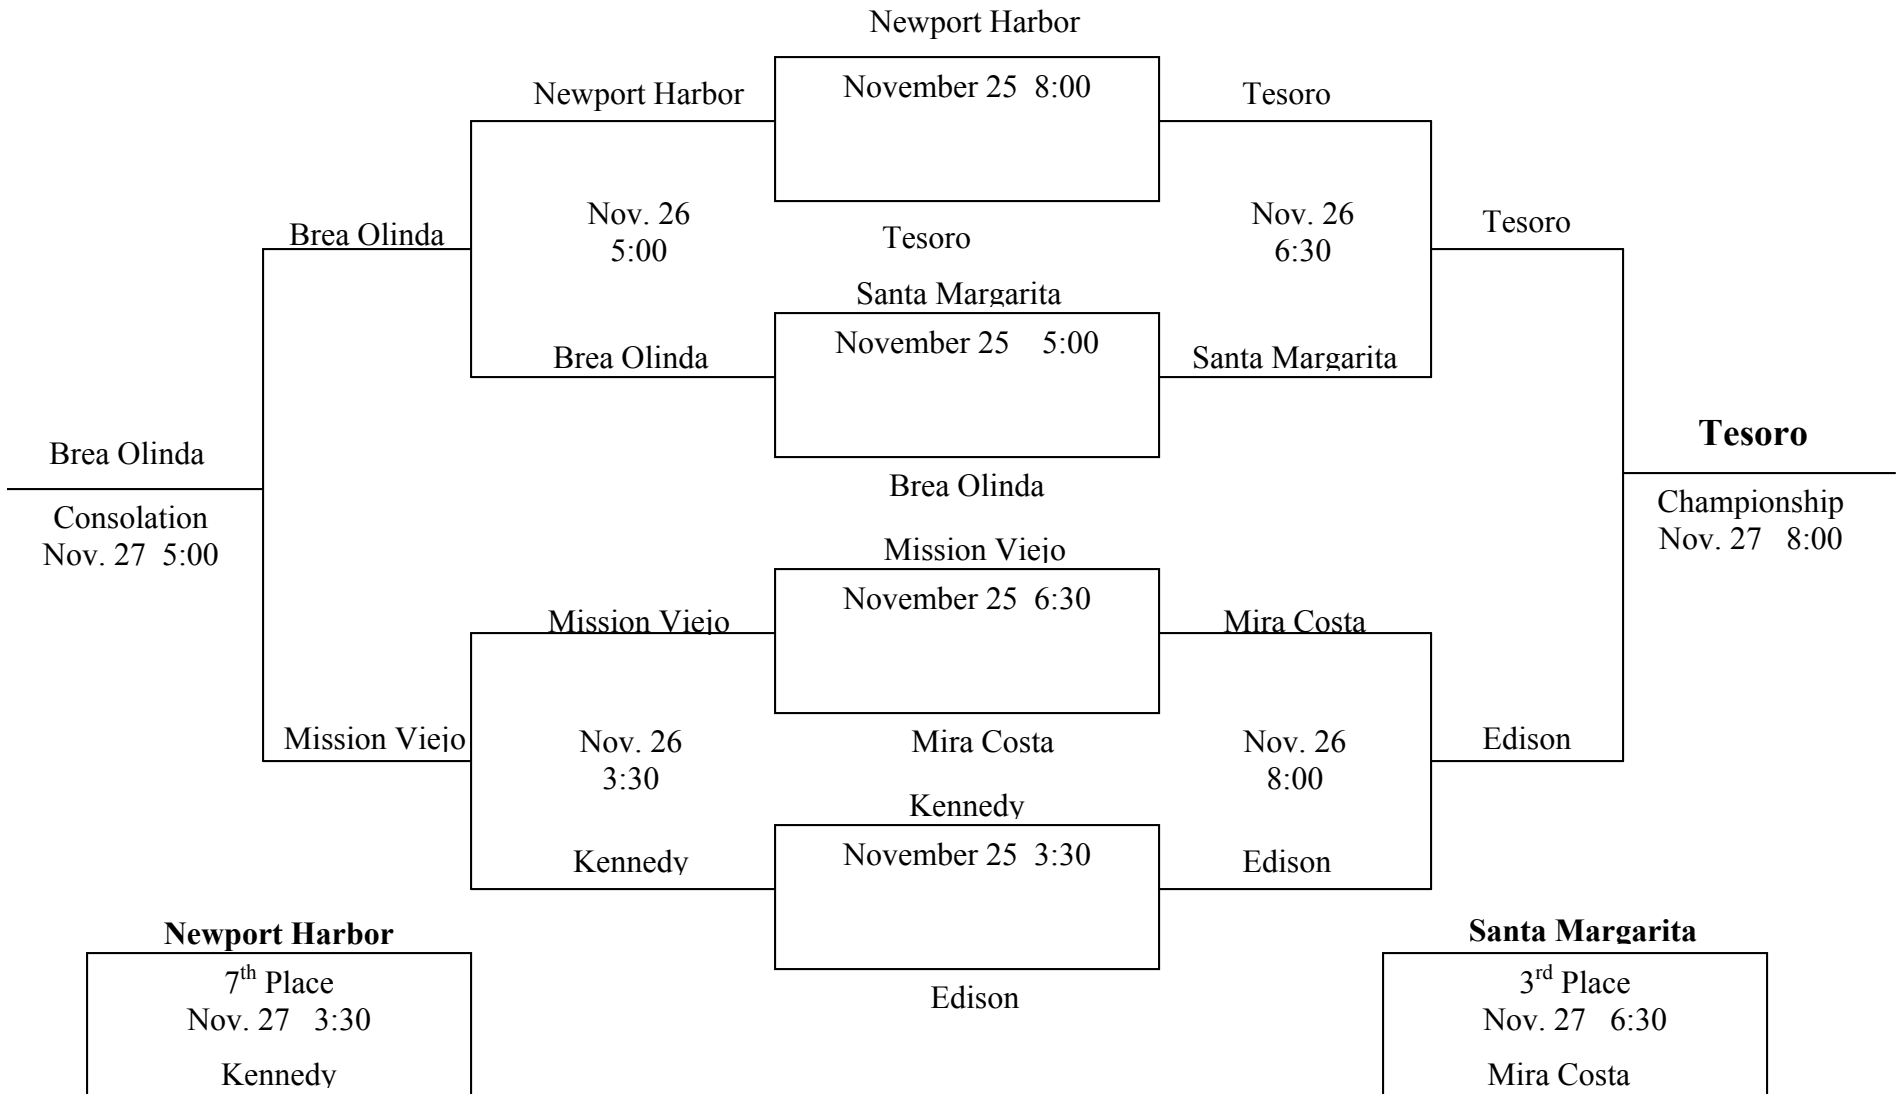 Newport Harbor
November 25  8:00
Newport Harbor
Tesoro
Nov. 26
5:00
Nov. 26
6:30
Brea Olinda
Tesoro
Tesoro
Santa Margarita
November 25    5:00
Brea Olinda
Santa Margarita
Brea Olinda
Tesoro
Brea Olinda
Consolation
Nov. 27  5:00
Championship
Nov. 27   8:00
Mission Viejo
November 25  6:30
Mission Viejo
Mira Costa
Mission Viejo
Nov. 26
3:30
Mira Costa
Nov. 26
8:00
Edison
Kennedy
November 25  3:30
Kennedy
Edison
Edison
Newport Harbor
7th Place
Nov. 27   3:30
Kennedy
Santa Margarita
3rd Place
Nov. 27   6:30
Mira Costa